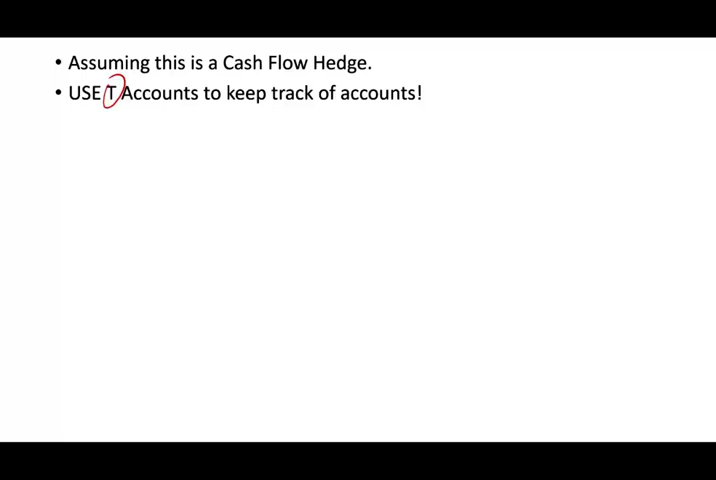 • Assuming this is a Cash Flow Hedge.
• USE T Accounts to keep track of accounts!